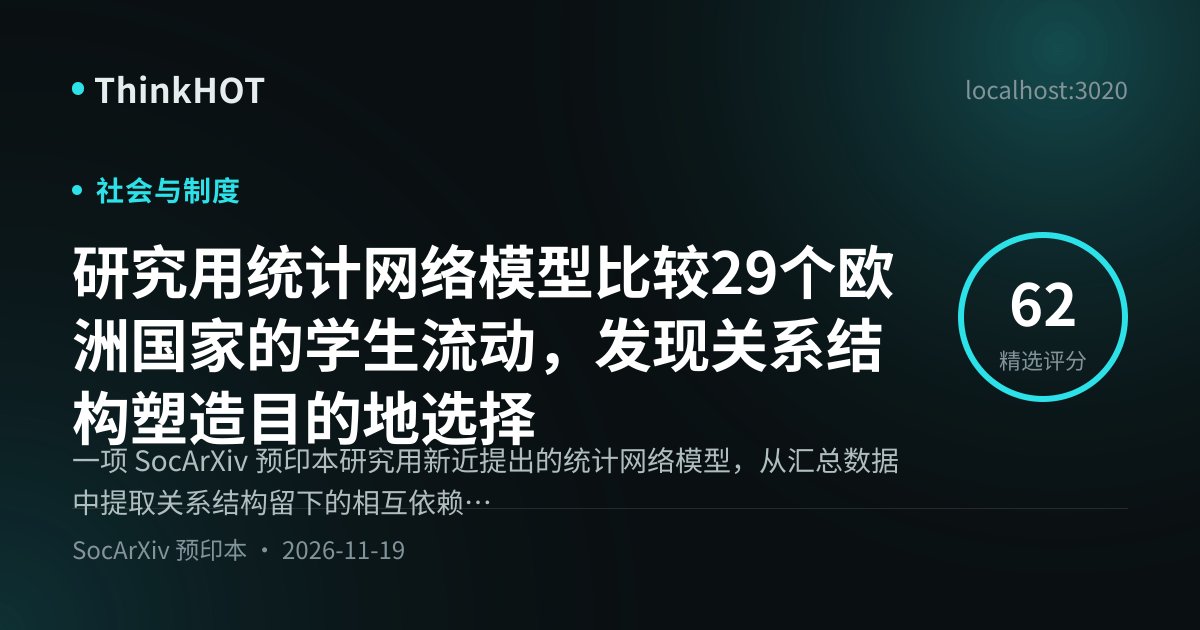 ThinkHOT
localhost:3020
社会与制度
研究用统计网络模型比较29个欧
洲国家的学生流动，发现关系结
构塑造目的地选择
62
精选评分
一项 SocArXiv 预印本研究用新近提出的统计网络模型，从汇总数据
中提取关系结构留下的相互依赖…
SocArXiv 预印本 · 2026-11-19